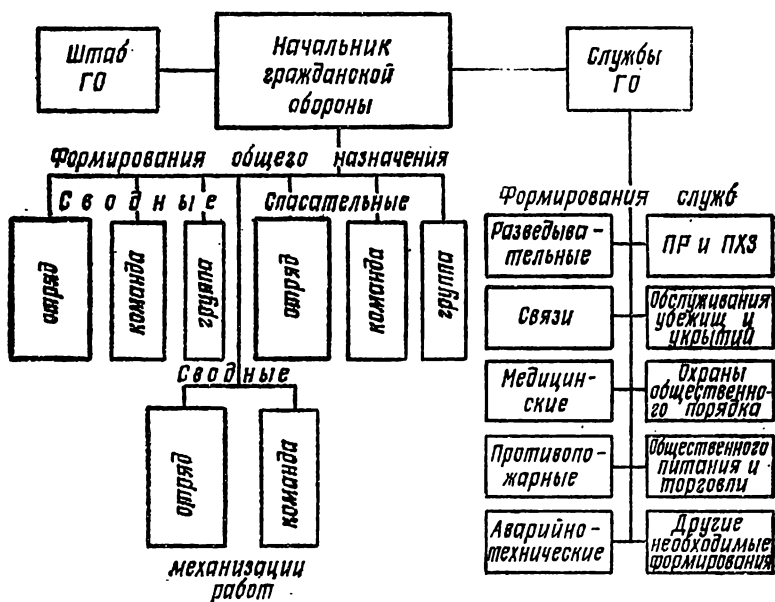 Штаб
ГО
Начальник
гражданской
обороны
Службы
ГО
Формирования общего назначения
Сводные
Спасательные
отряд
команда
группа
отряд
команда
группа
Сводные
отряд
команда
механизации
работ
Формирования служб
Разведыва-
тельные
ПР и ПХЗ
Связи
Обслуживания
убежищ и
укрытий
Медицин-
ские
Охраны
общественно-
го порядка
Противопо-
жарные
Общественного
питания и
торговли
Аварийно-
технические
Другие
необходимые
формирования